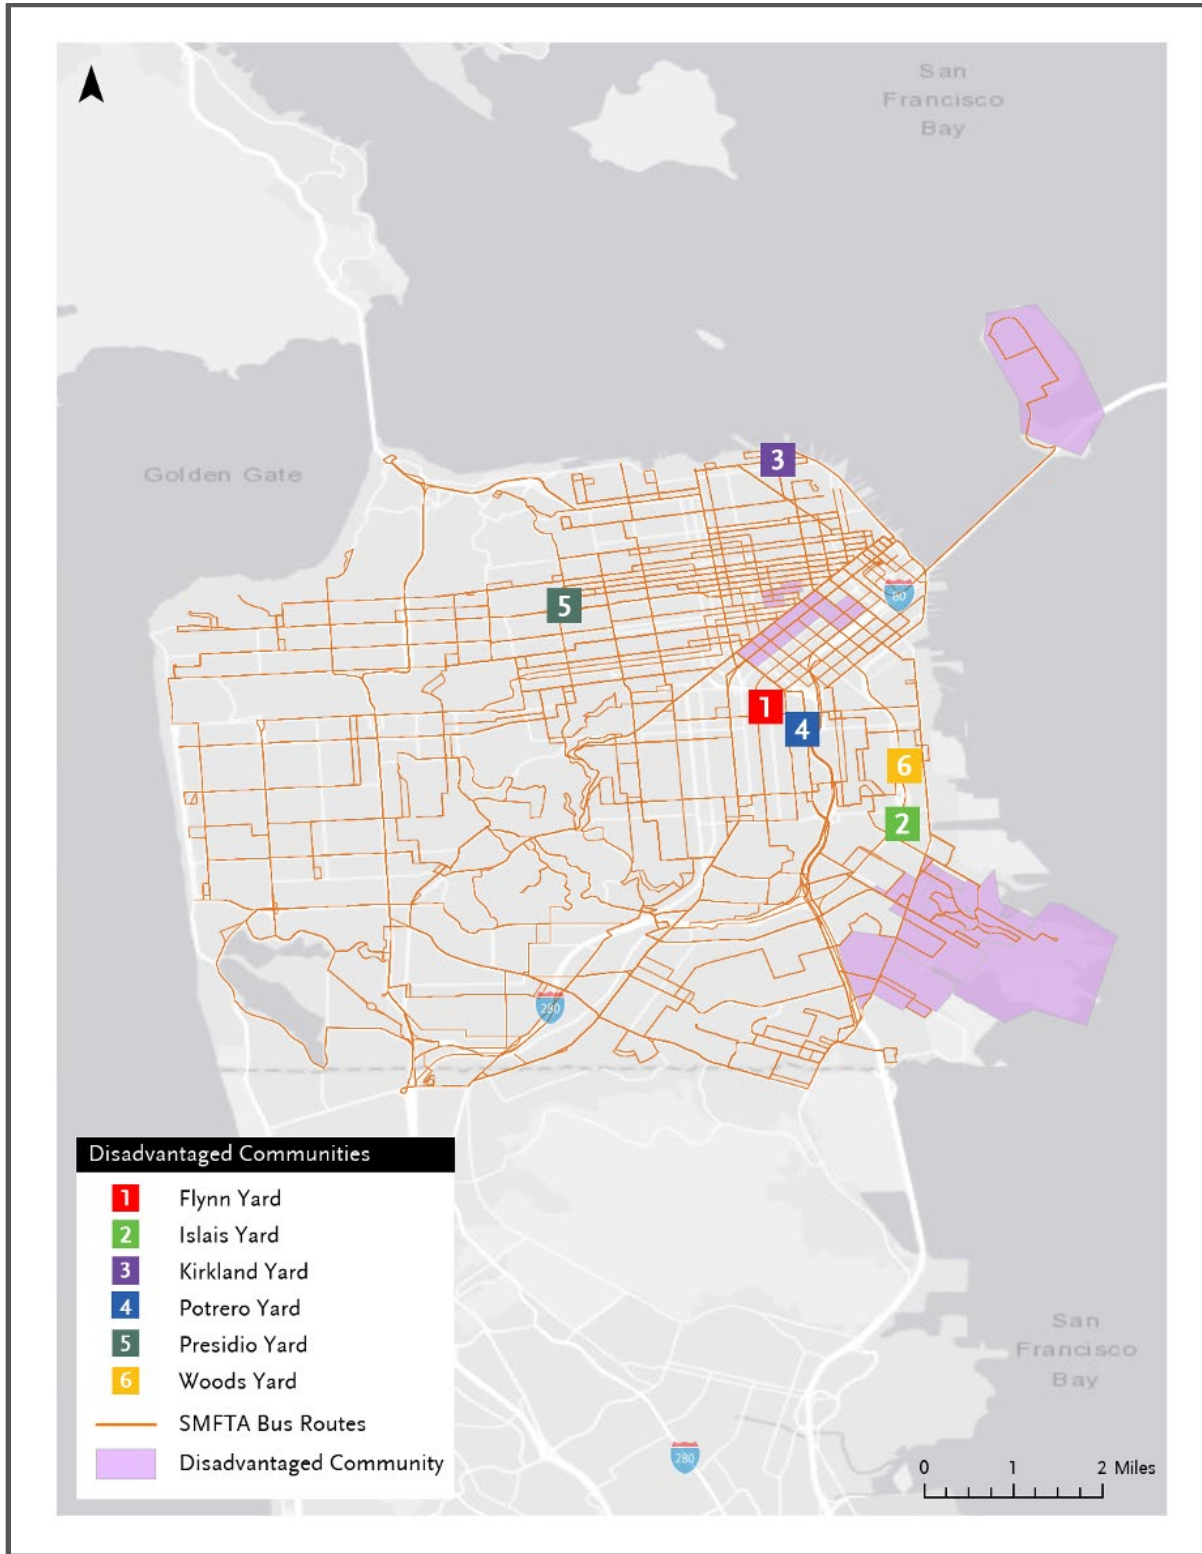 San
Francisco
Bay
Golden Gate
3
80
5
1
4
6
2
280
Disadvantaged Communities
1 Flynn Yard
2 Islais Yard
3 Kirkland Yard
4 Potrero Yard
5 Presidio Yard
6 Woods Yard
SMFTA Bus Routes
Disadvantaged Community
San
Francisco
Bay
280
0 1 2 Miles